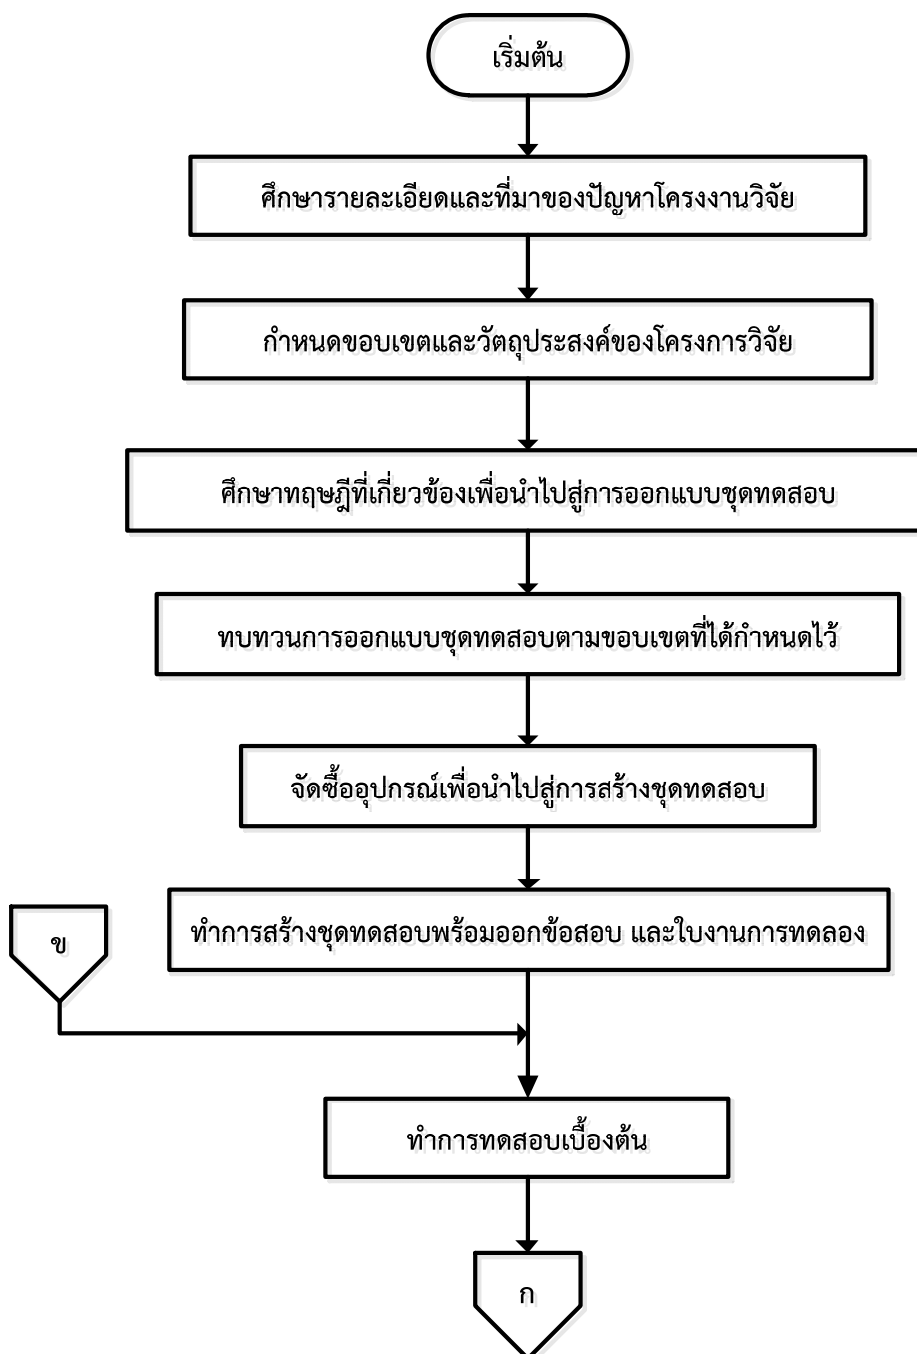 เริ่มต้น
ศึกษารายละเอียดและที่มาของปัญหาโครงงานวิจัย
กำหนดขอบเขตและวัตถุประสงค์ของโครงการวิจัย
ศึกษาทฤษฎีที่เกี่ยวข้องเพื่อนำไปสู่การออกแบบชุดทดสอบ
ทบทวนการออกแบบชุดทดสอบตามขอบเขตที่ได้กำหนดไว้
จัดซื้ออุปกรณ์เพื่อนำไปสู่การสร้างชุดทดสอบ
ทำการสร้างชุดทดสอบพร้อมออกข้อสอบ และใบงานการทดลอง
ข
ทำการทดสอบเบื้องต้น
ก